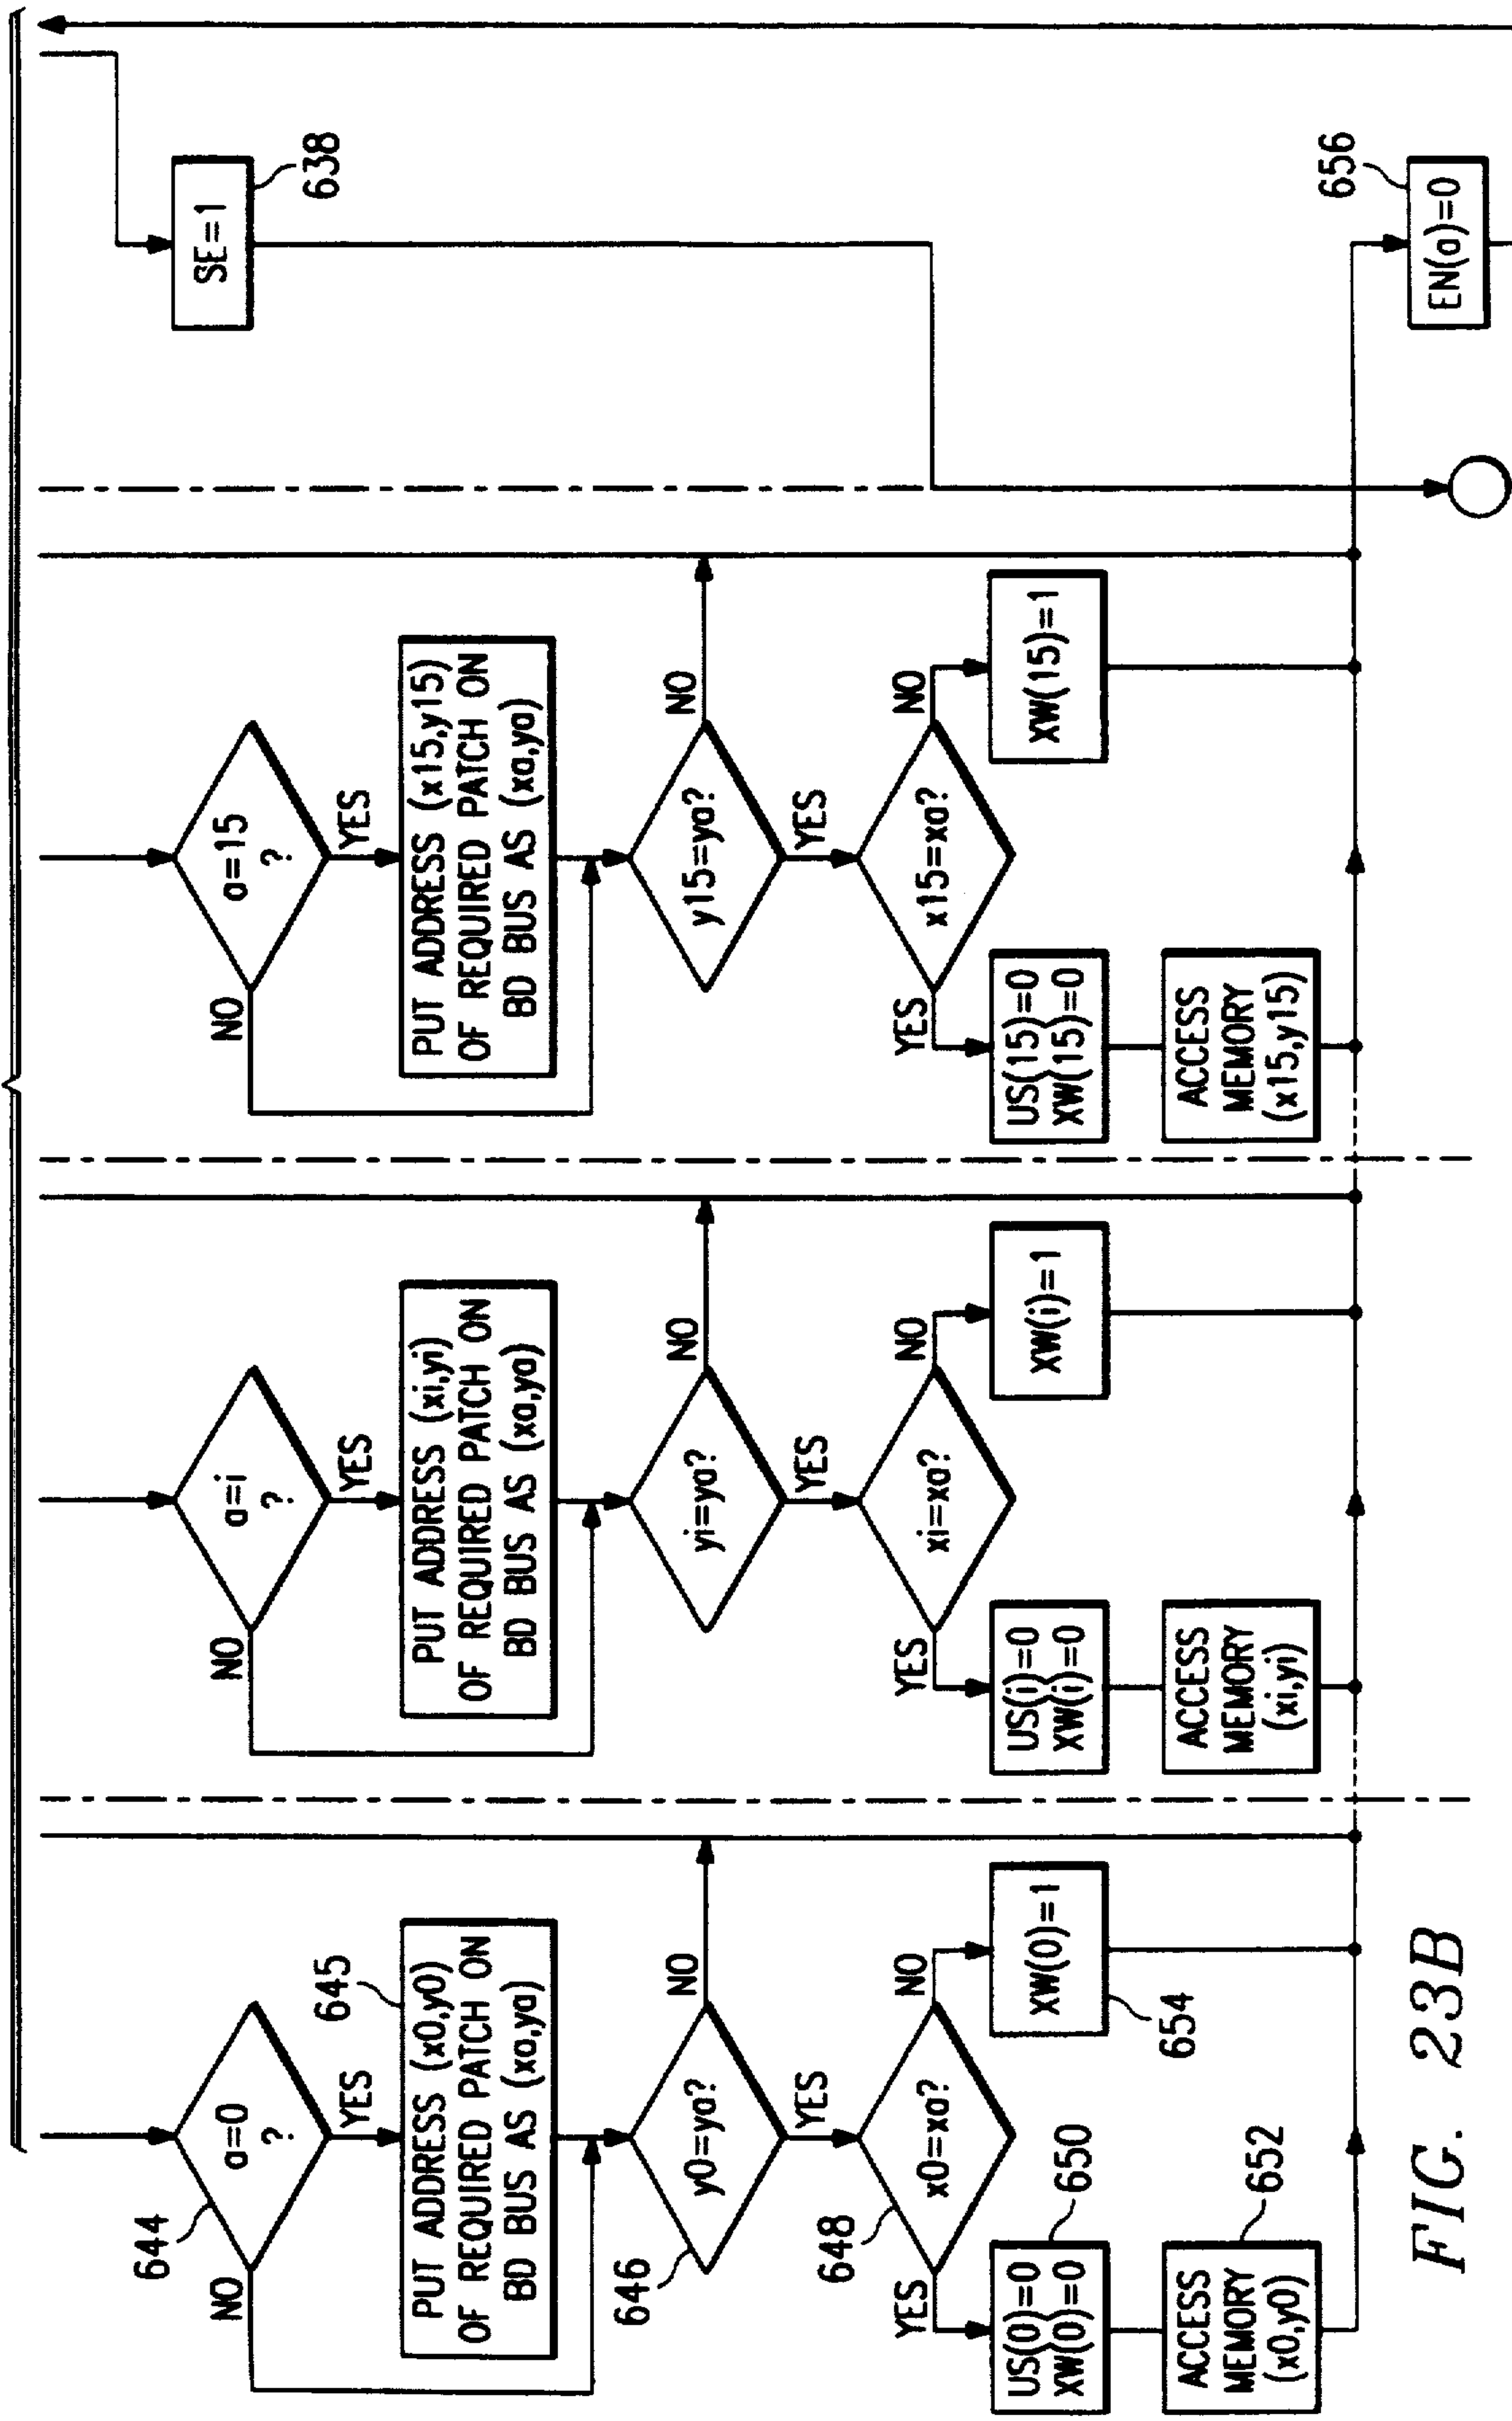 644
a=0
?
NO
YES
645
PUT ADDRESS (x0,y0)
OF REQUIRED PATCH ON
BD BUS AS (xa,ya)
646
y0=ya?
NO
YES
648
x0=xa?
YES
NO
US(0)=0
XW(0)=0
650
XW(0)=1
654
ACCESS
MEMORY
(x0,y0)
652
a=i
?
NO
YES
PUT ADDRESS (xi,yi)
OF REQUIRED PATCH ON
BD BUS AS (xa,ya)
yi=ya?
NO
YES
xi=xa?
YES
NO
US(i)=0
XW(i)=0
XW(i)=1
ACCESS
MEMORY
(xi,yi)
a=15
?
NO
YES
PUT ADDRESS (x15,y15)
OF REQUIRED PATCH ON
BD BUS AS (xa,ya)
y15=ya?
NO
YES
x15=xa?
YES
NO
US(15)=0
XW(15)=0
XW(15)=1
ACCESS
MEMORY
(x15,y15)
SE=1
638
656
EN(a)=0
FIG. 23B